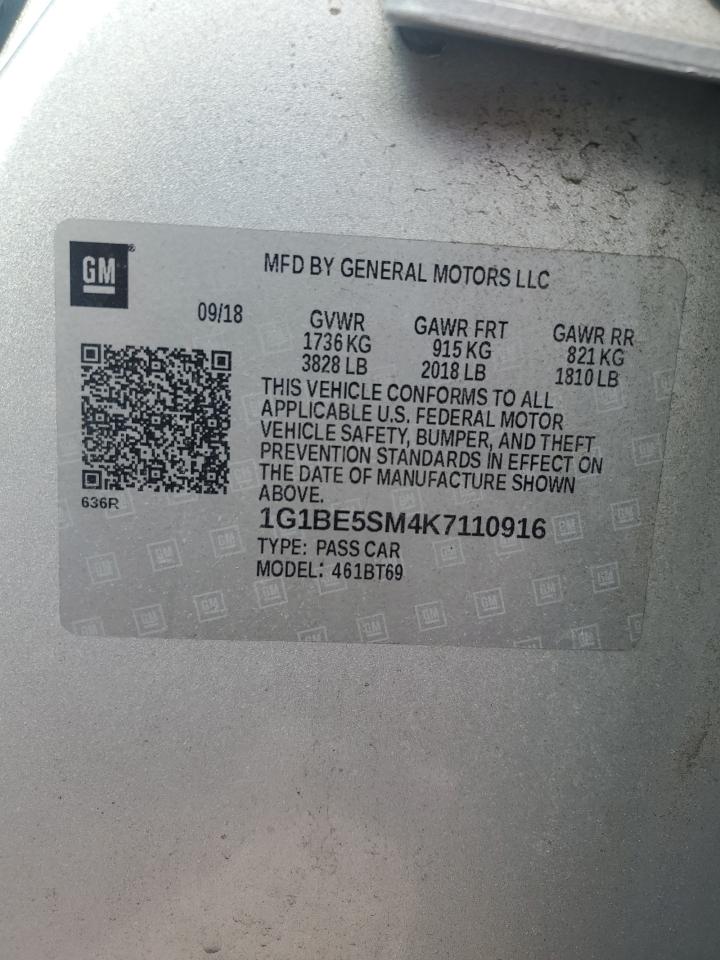 GM
MFD BY GENERAL MOTORS LLC
09/18
GVWR GAWR FRT GAWR RR
1736 KG 915 KG 821 KG
3828 LB 2018 LB 1810 LB
THIS VEHICLE CONFORMS TO ALL
APPLICABLE U.S. FEDERAL MOTOR
VEHICLE SAFETY, BUMPER, AND THEFT
PREVENTION STANDARDS IN EFFECT ON
THE DATE OF MANUFACTURE SHOWN
ABOVE.
636R
1G1BE5SM4K7110916
TYPE: PASS CAR
MODEL: 461BT69